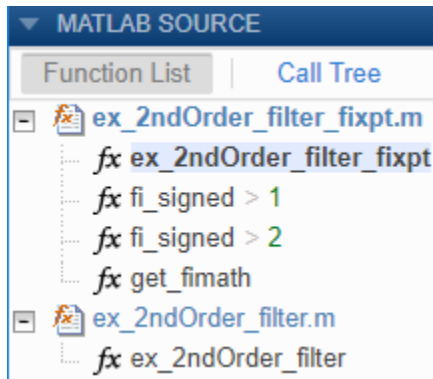 MATLAB SOURCE
Function List Call Tree
ex_2ndOrder_filter_fixpt.m
fx ex_2ndOrder_filter_fixpt
fx fi_signed > 1
fx fi_signed > 2
fx get_fimath
ex_2ndOrder_filter.m
fx ex_2ndOrder_filter